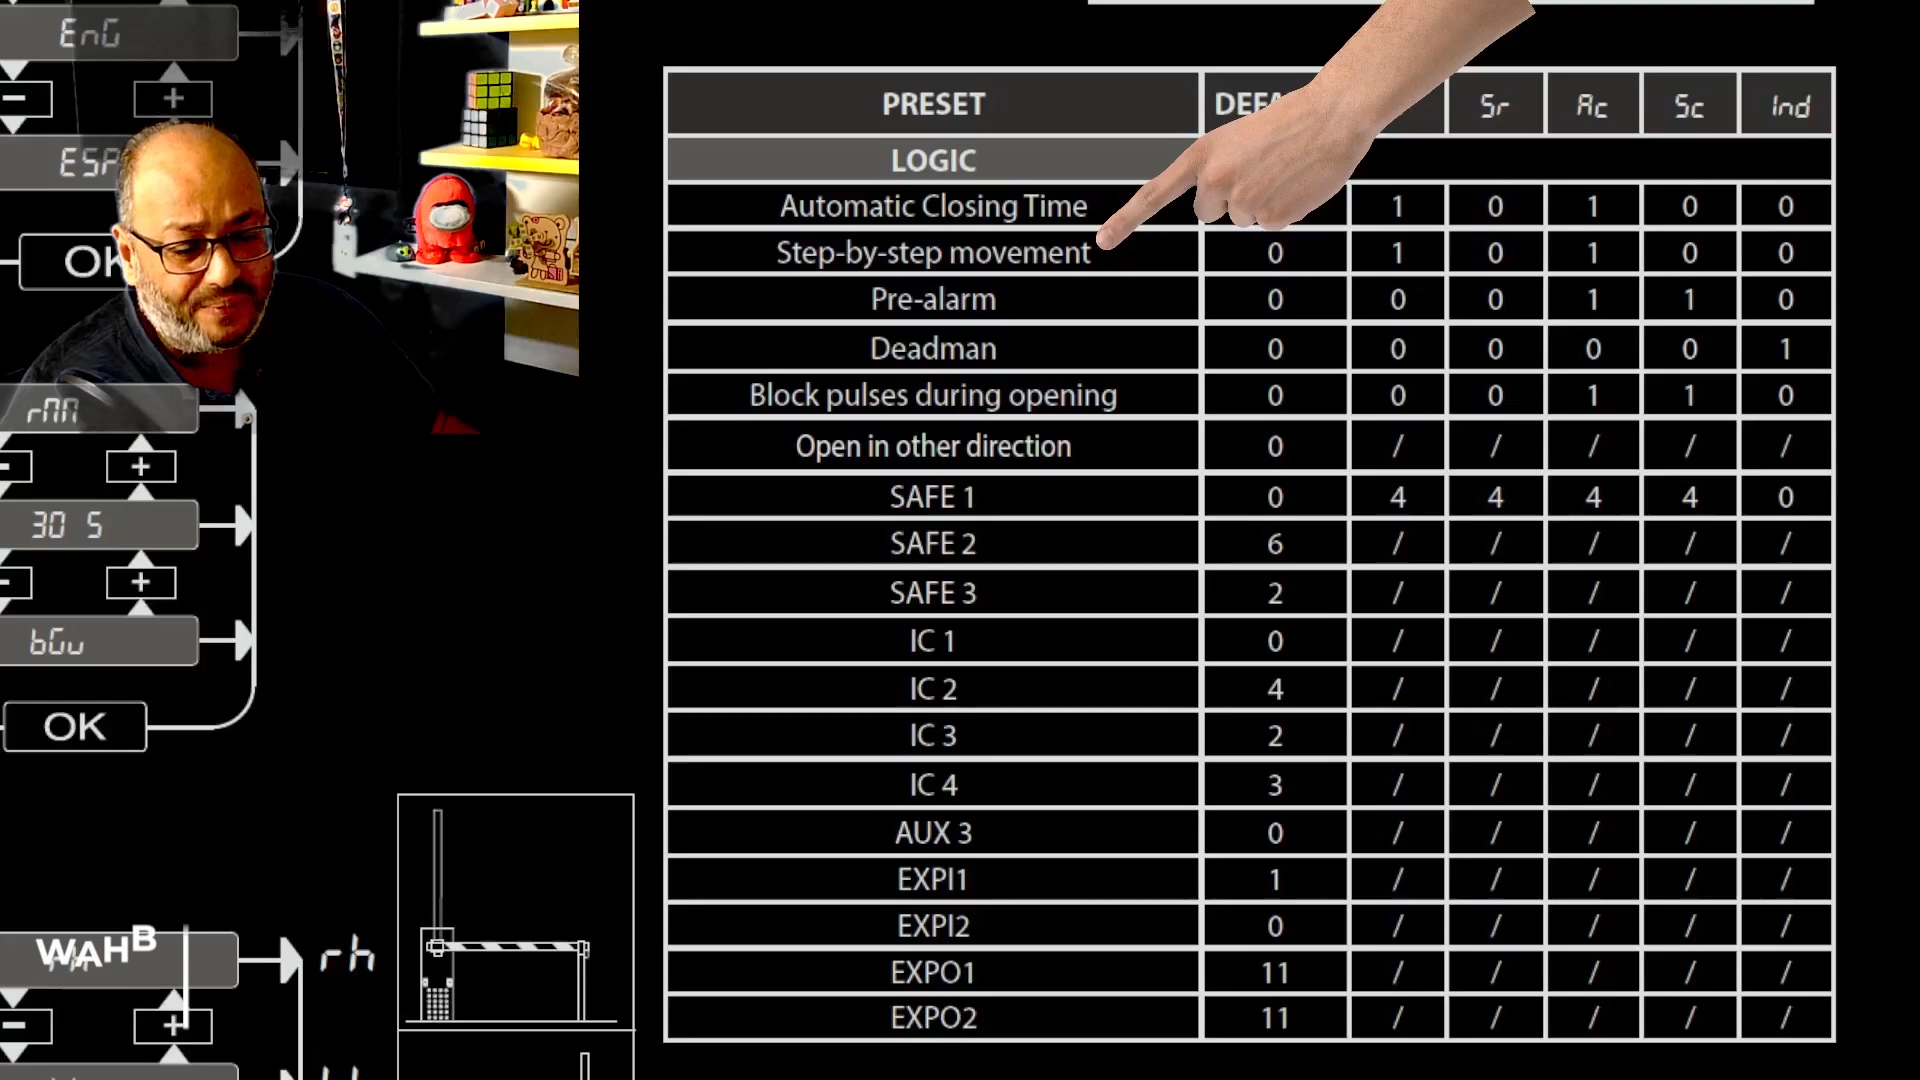 EnG
- +
ESP
OK
rMM
- +
30 S
- +
bGu
OK
WAHB
rh
- +
PRESET DEFA Sr Ac Sc Ind
LOGIC
Automatic Closing Time 1 0 1 0 0
Step-by-step movement 0 1 0 1 0 0
Pre-alarm 0 0 0 1 1 0
Deadman 0 0 0 0 0 1
Block pulses during opening 0 0 0 1 1 0
Open in other direction 0 / / / / /
SAFE 1 0 4 4 4 4 0
SAFE 2 6 / / / / /
SAFE 3 2 / / / / /
IC 1 0 / / / / /
IC 2 4 / / / / /
IC 3 2 / / / / /
IC 4 3 / / / / /
AUX 3 0 / / / / /
EXPI1 1 / / / / /
EXPI2 0 / / / / /
EXPO1 11 / / / / /
EXPO2 11 / / / / /